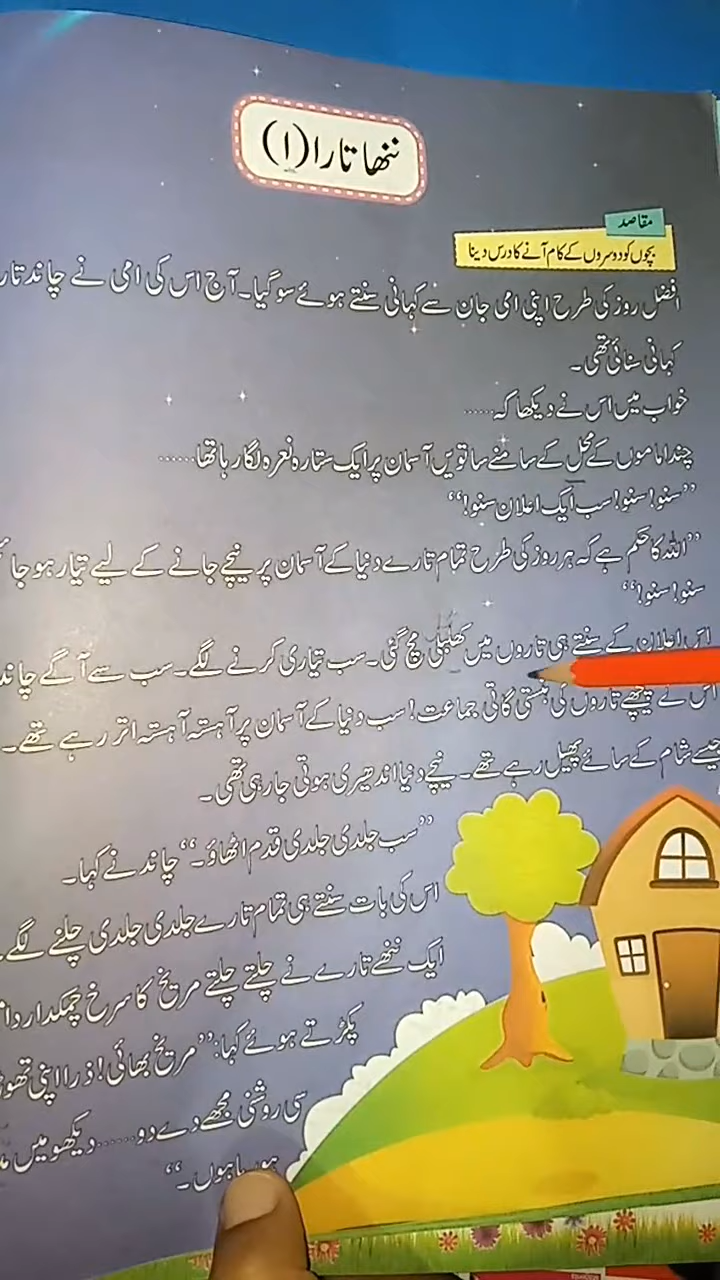 ننھا تارا (۱)
مقاصد
بچوں کو دوسروں کے کام آنے کا درس دینا
افضل روز کی طرح اپنی امی جان سے کہانی سنتے ہوئے سو گیا۔ آج اس کی امی نے چاند
کہانی سنائی تھی۔
خواب میں اس نے دیکھا کہ......
چندا ماموں کے محل کے سامنے ساتویں آسمان پر ایک ستارہ نعرہ لگا رہا تھا......
”سنو! سنو! سب ایک اعلان سنو!“
”اللہ کا حکم ہے کہ ہر روز کی طرح تمام تارے دنیا کے آسمان پر نیچے جانے کے لیے تیار ہو
سنو! سنو!“
اس اعلان کے سنتے ہی تاروں میں کھلبلی مچ گئی۔ سب تیاری کرنے لگے۔ سب سے آگے چاند
اس کے پیچھے تاروں کی ہنستی گاتی جماعت! سب دنیا کے آسمان پر آہستہ آہستہ اتر رہے تھے۔
جیسے شام کے سائے پھیل رہے تھے۔ نیچے دنیا اندھیری ہوتی جا رہی تھی۔
”سب جلدی جلدی قدم اٹھاؤ۔“ چاند نے کہا۔
اس کی بات سنتے ہی تمام تارے جلدی جلدی چلنے لگے۔
ایک ننھے تارے نے چلتے چلتے مریخ کا سرخ چمکدار
پکڑتے ہوئے کہا: ”مریخ بھائی! ذرا اپنی
سی روشنی مجھے دے دو...... دیکھو میں
ہوں۔“